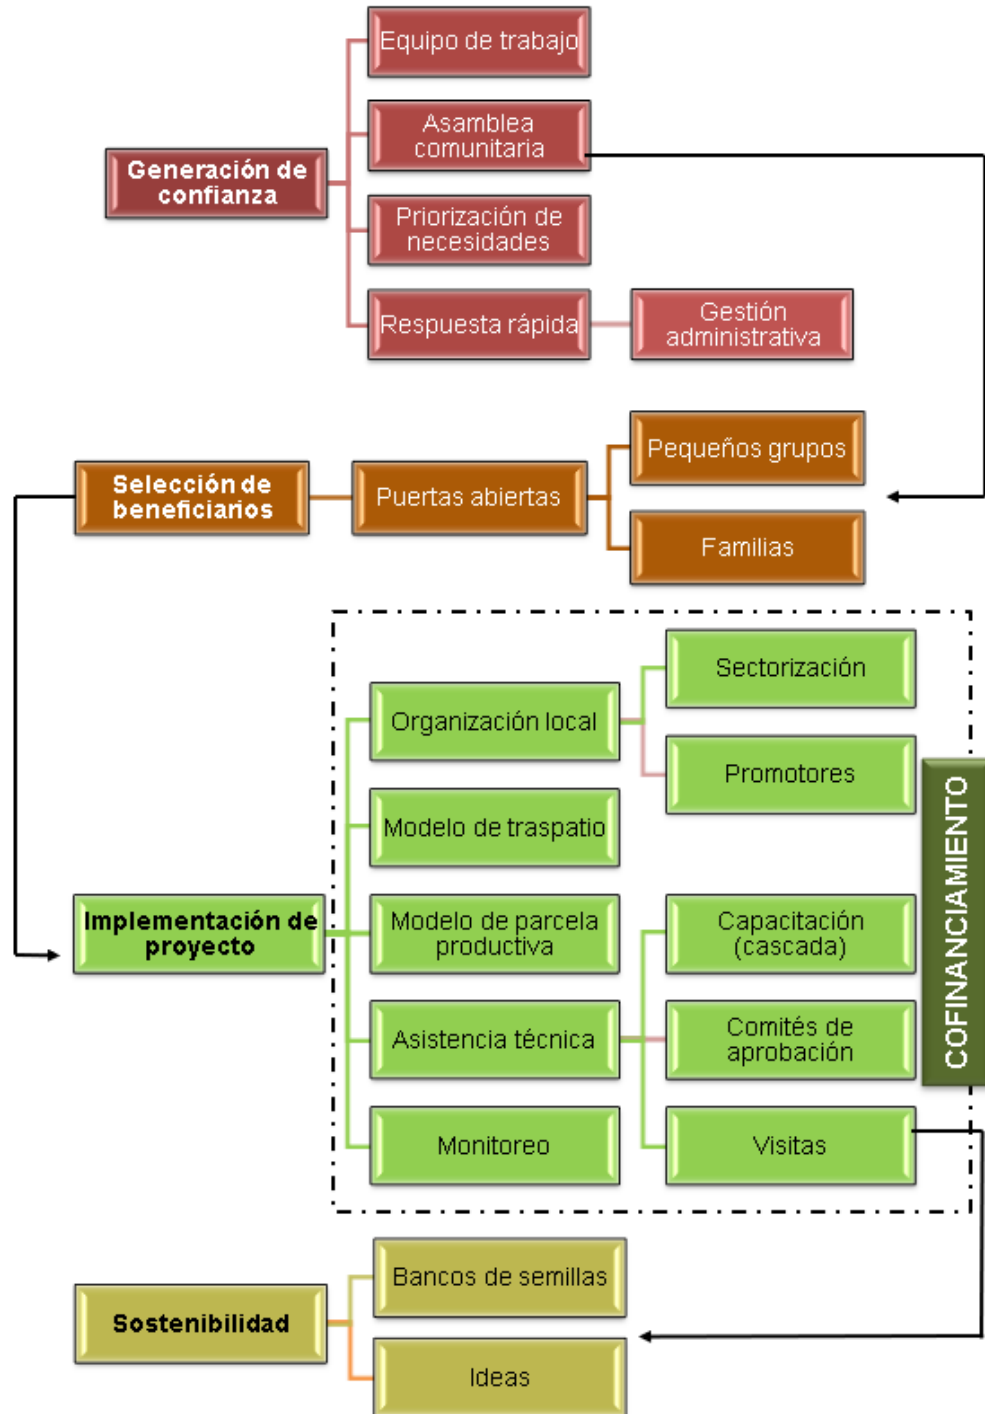 Equipo de trabajo
Asamblea
comunitaria
Generación de
confianza
Priorización de
necesidades
Respuesta rápida
Gestión
administrativa
Pequeños grupos
Selección de
beneficiarios
Puertas abiertas
Familias
Sectorización
Organización local
Promotores
Modelo de traspatio
COFINANCIAMIENTO
Implementación de
proyecto
Modelo de parcela
productiva
Capacitación
(cascada)
Asistencia técnica
Comités de
aprobación
Monitoreo
Visitas
Bancos de semillas
Sostenibilidad
Ideas